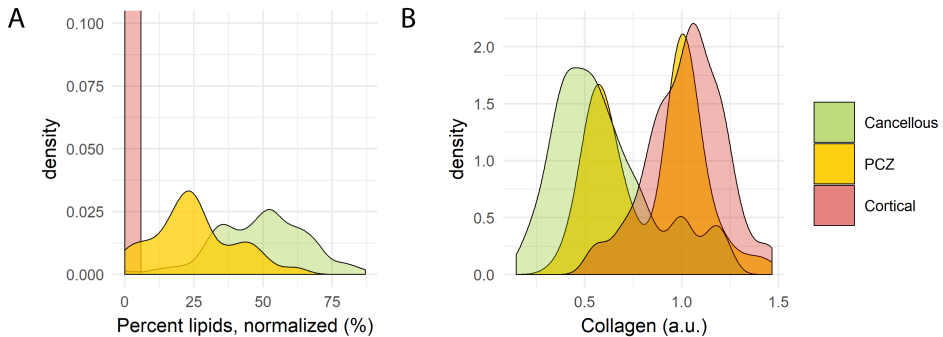 A
0.100
0.075
0.050
0.025
0.000
density
0 25 50 75
Percent lipids, normalized (%)
B
2.0
1.5
1.0
0.5
0.0
density
0.5 1.0 1.5
Collagen (a.u.)
Cancellous
PCZ
Cortical